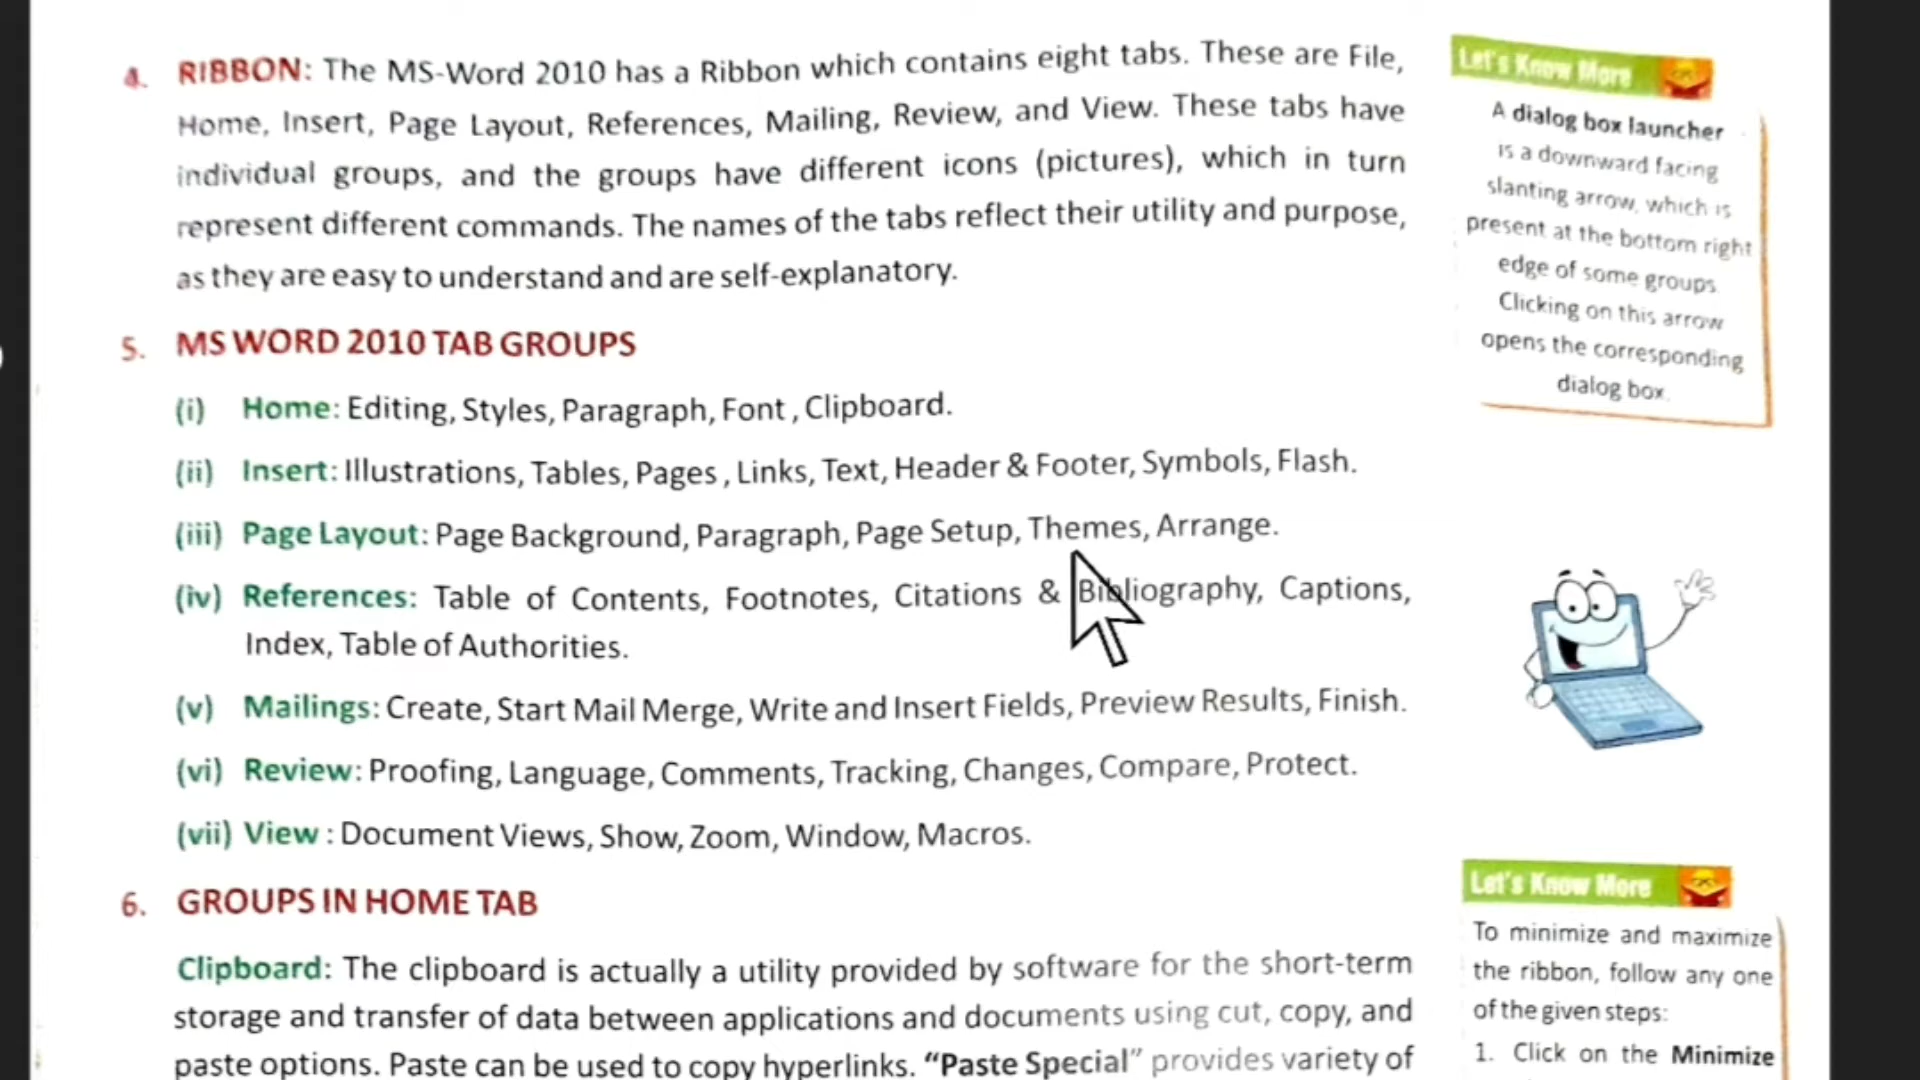 4. RIBBON: The MS-Word 2010 has a Ribbon which contains eight tabs. These are File,
Home, Insert, Page Layout, References, Mailing, Review, and View. These tabs have
individual groups, and the groups have different icons (pictures), which in turn
represent different commands. The names of the tabs reflect their utility and purpose,
as they are easy to understand and are self-explanatory.
5. MS WORD 2010 TAB GROUPS
(i) Home: Editing, Styles, Paragraph, Font , Clipboard.
(ii) Insert: Illustrations, Tables, Pages , Links, Text, Header & Footer, Symbols, Flash.
(iii) Page Layout: Page Background, Paragraph, Page Setup, Themes, Arrange.
(iv) References: Table of Contents, Footnotes, Citations & Bibliography, Captions,
Index, Table of Authorities.
(v) Mailings: Create, Start Mail Merge, Write and Insert Fields, Preview Results, Finish.
(vi) Review: Proofing, Language, Comments, Tracking, Changes, Compare, Protect.
(vii) View : Document Views, Show, Zoom, Window, Macros.
6. GROUPS IN HOME TAB
Clipboard: The clipboard is actually a utility provided by software for the short-term
storage and transfer of data between applications and documents using cut, copy, and
paste options. Paste can be used to copy hyperlinks. “Paste Special” provides variety of
Let's Know More
A dialog box launcher
is a downward facing
slanting arrow, which is
present at the bottom right
edge of some groups.
Clicking on this arrow
opens the corresponding
dialog box.
Let's Know More
To minimize and maximize
the ribbon, follow any one
of the given steps:
1. Click on the Minimize